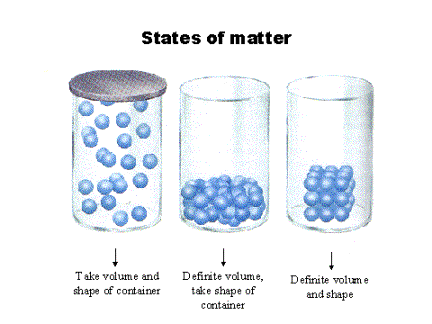 States of matter
Take volume and
shape of container
Definite volume,
take shape of
container
Definite volume
and shape